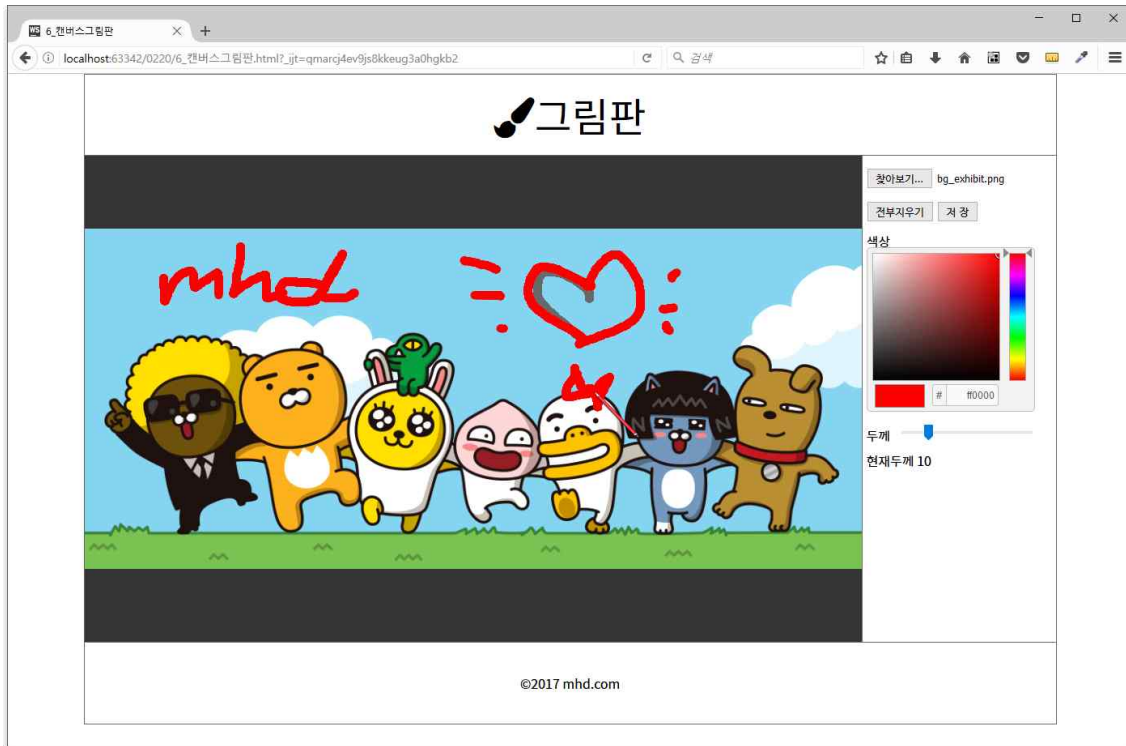 WS 6_캔버스그림판
localhost:63342/0220/6_캔버스그림판.html?_ijt=qmarcj4ev9js8kkeug3a0hgkb2
검색
그림판
찾아보기... bg_exhibit.png
전부지우기 저 장
색상
# ff0000
두께
현재두께 10
mhd
©2017 mhd.com